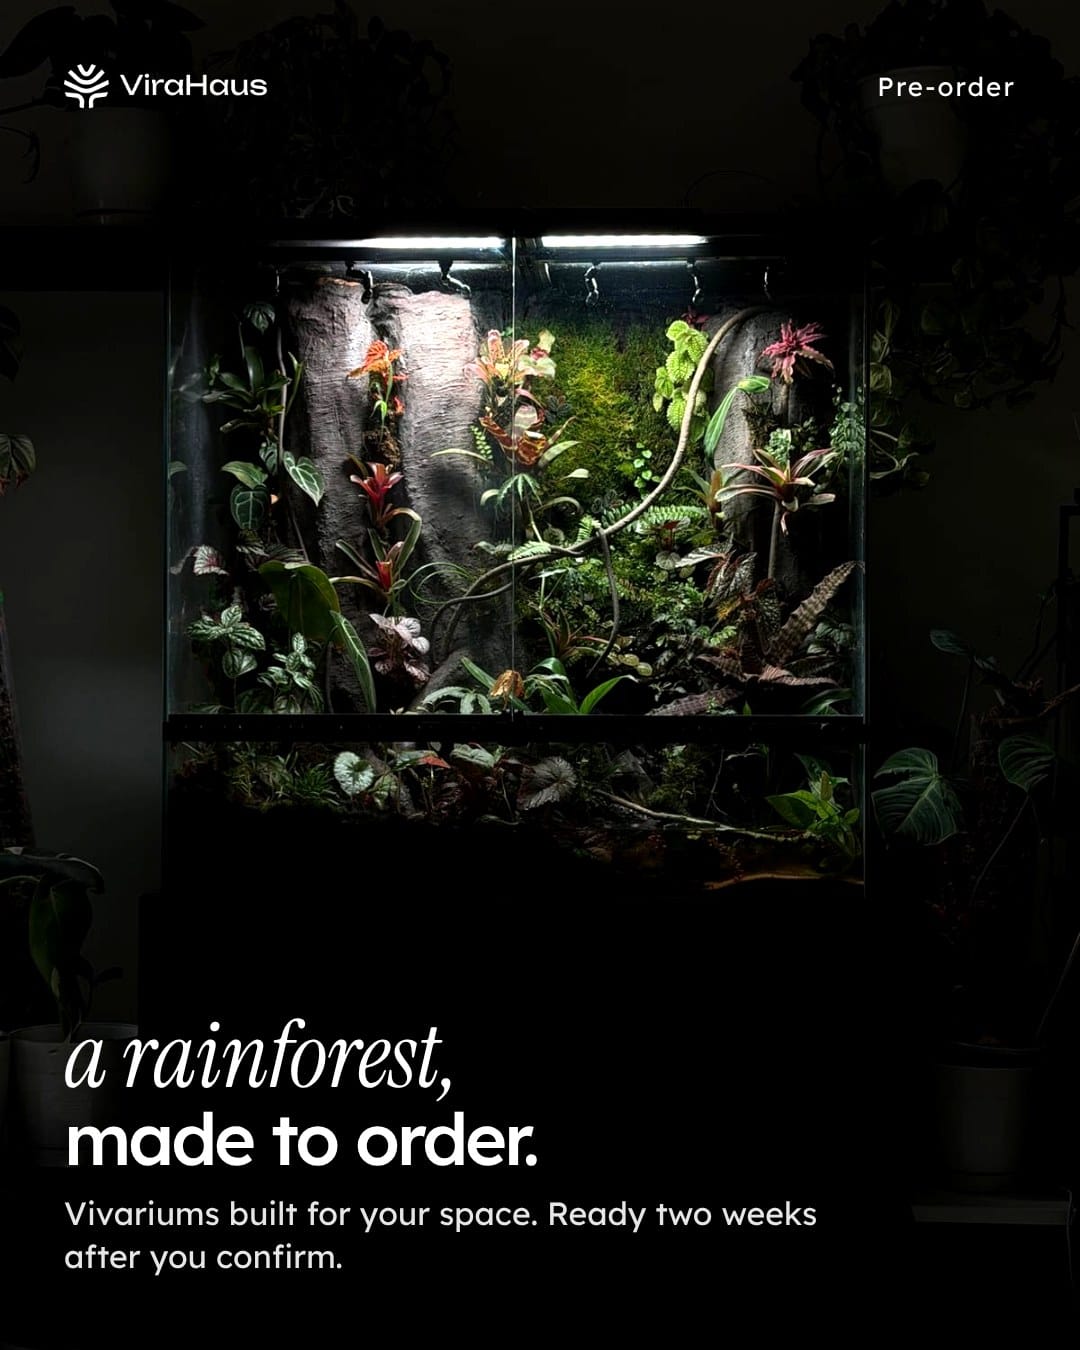 ViraHaus
Pre-order
a rainforest,
made to order.
Vivariums built for your space. Ready two weeks
after you confirm.